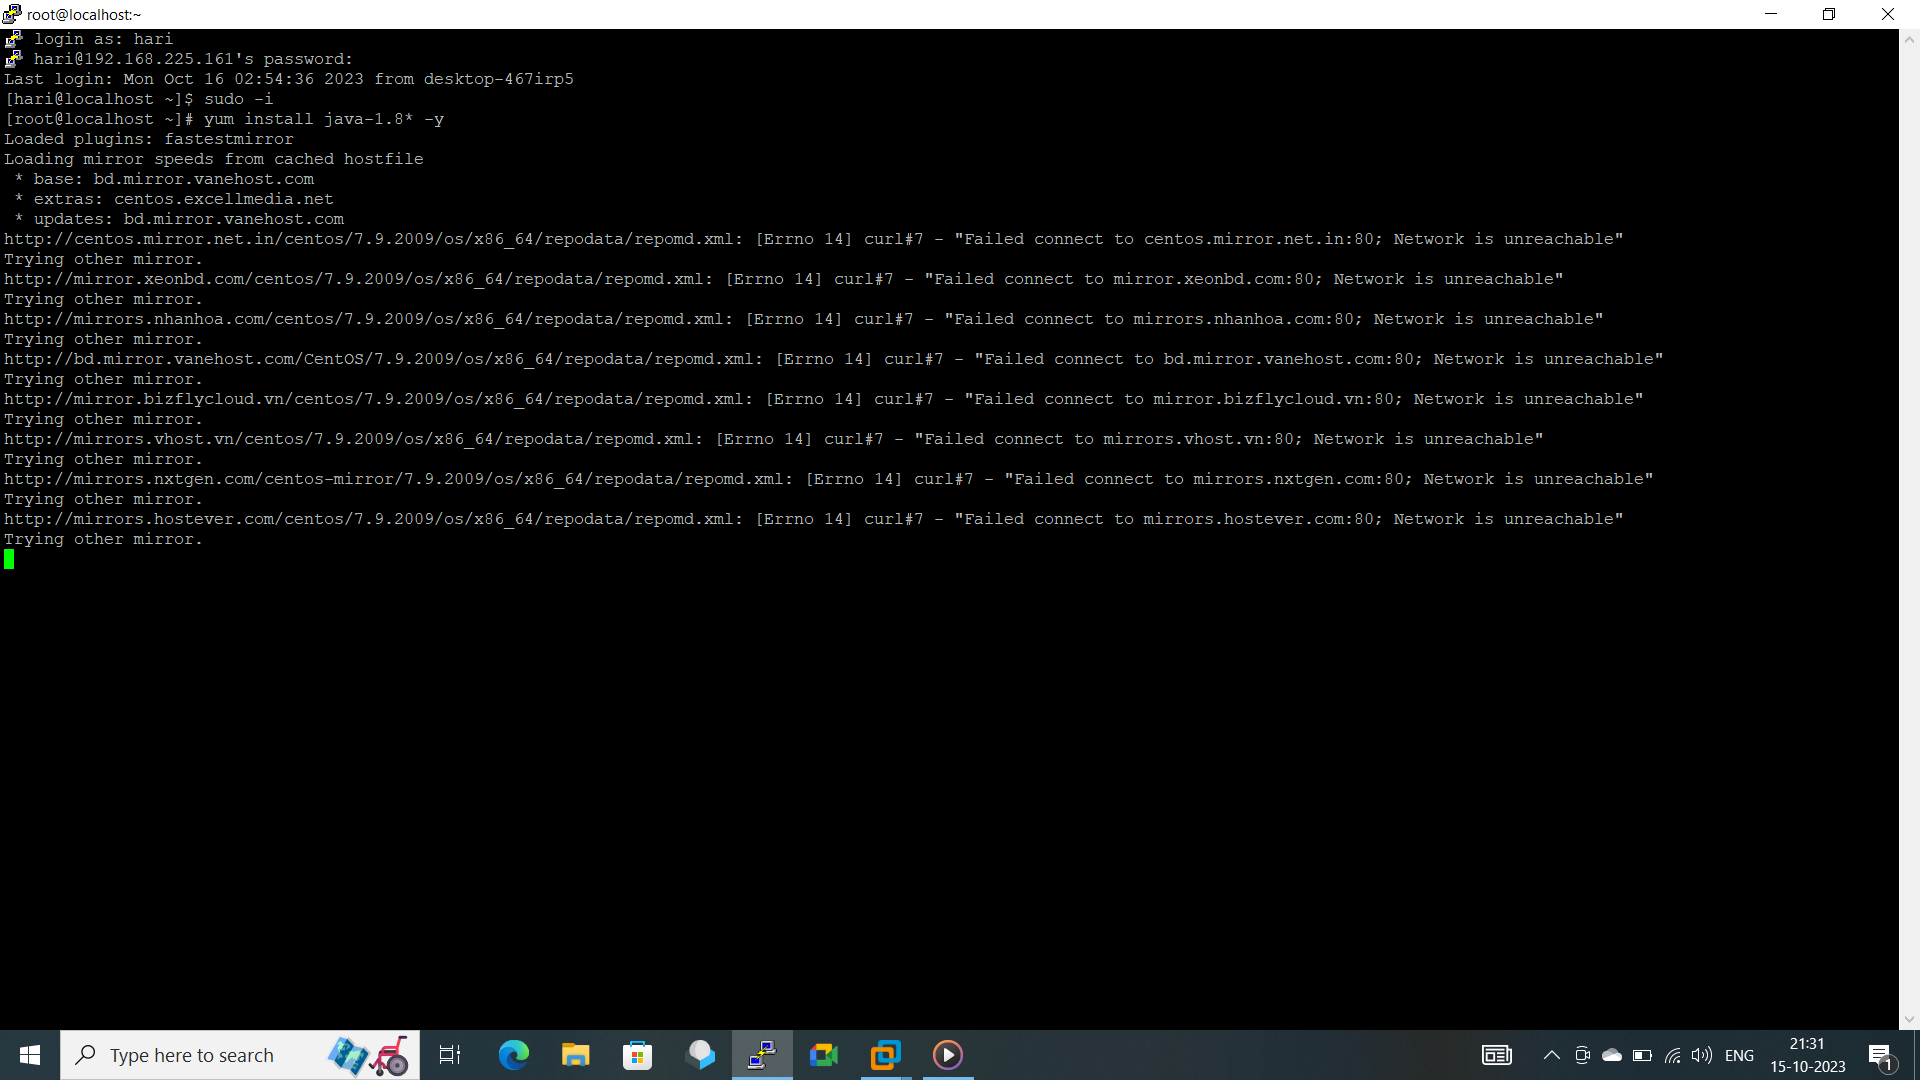 root@localhost:~
login as: hari
hari@192.168.225.161's password:
Last login: Mon Oct 16 02:54:36 2023 from desktop-467irp5
[hari@localhost ~]$ sudo -i
[root@localhost ~]# yum install java-1.8* -y
Loaded plugins: fastestmirror
Loading mirror speeds from cached hostfile
 * base: bd.mirror.vanehost.com
 * extras: centos.excellmedia.net
 * updates: bd.mirror.vanehost.com
http://centos.mirror.net.in/centos/7.9.2009/os/x86_64/repodata/repomd.xml: [Errno 14] curl#7 - "Failed connect to centos.mirror.net.in:80; Network is unreachable"
Trying other mirror.
http://mirror.xeonbd.com/centos/7.9.2009/os/x86_64/repodata/repomd.xml: [Errno 14] curl#7 - "Failed connect to mirror.xeonbd.com:80; Network is unreachable"
Trying other mirror.
http://mirrors.nhanhoa.com/centos/7.9.2009/os/x86_64/repodata/repomd.xml: [Errno 14] curl#7 - "Failed connect to mirrors.nhanhoa.com:80; Network is unreachable"
Trying other mirror.
http://bd.mirror.vanehost.com/CentOS/7.9.2009/os/x86_64/repodata/repomd.xml: [Errno 14] curl#7 - "Failed connect to bd.mirror.vanehost.com:80; Network is unreachable"
Trying other mirror.
http://mirror.bizflycloud.vn/centos/7.9.2009/os/x86_64/repodata/repomd.xml: [Errno 14] curl#7 - "Failed connect to mirror.bizflycloud.vn:80; Network is unreachable"
Trying other mirror.
http://mirrors.vhost.vn/centos/7.9.2009/os/x86_64/repodata/repomd.xml: [Errno 14] curl#7 - "Failed connect to mirrors.vhost.vn:80; Network is unreachable"
Trying other mirror.
http://mirrors.nxtgen.com/centos-mirror/7.9.2009/os/x86_64/repodata/repomd.xml: [Errno 14] curl#7 - "Failed connect to mirrors.nxtgen.com:80; Network is unreachable"
Trying other mirror.
http://mirrors.hostever.com/centos/7.9.2009/os/x86_64/repodata/repomd.xml: [Errno 14] curl#7 - "Failed connect to mirrors.hostever.com:80; Network is unreachable"
Trying other mirror.
Type here to search
ENG
21:31
15-10-2023
1